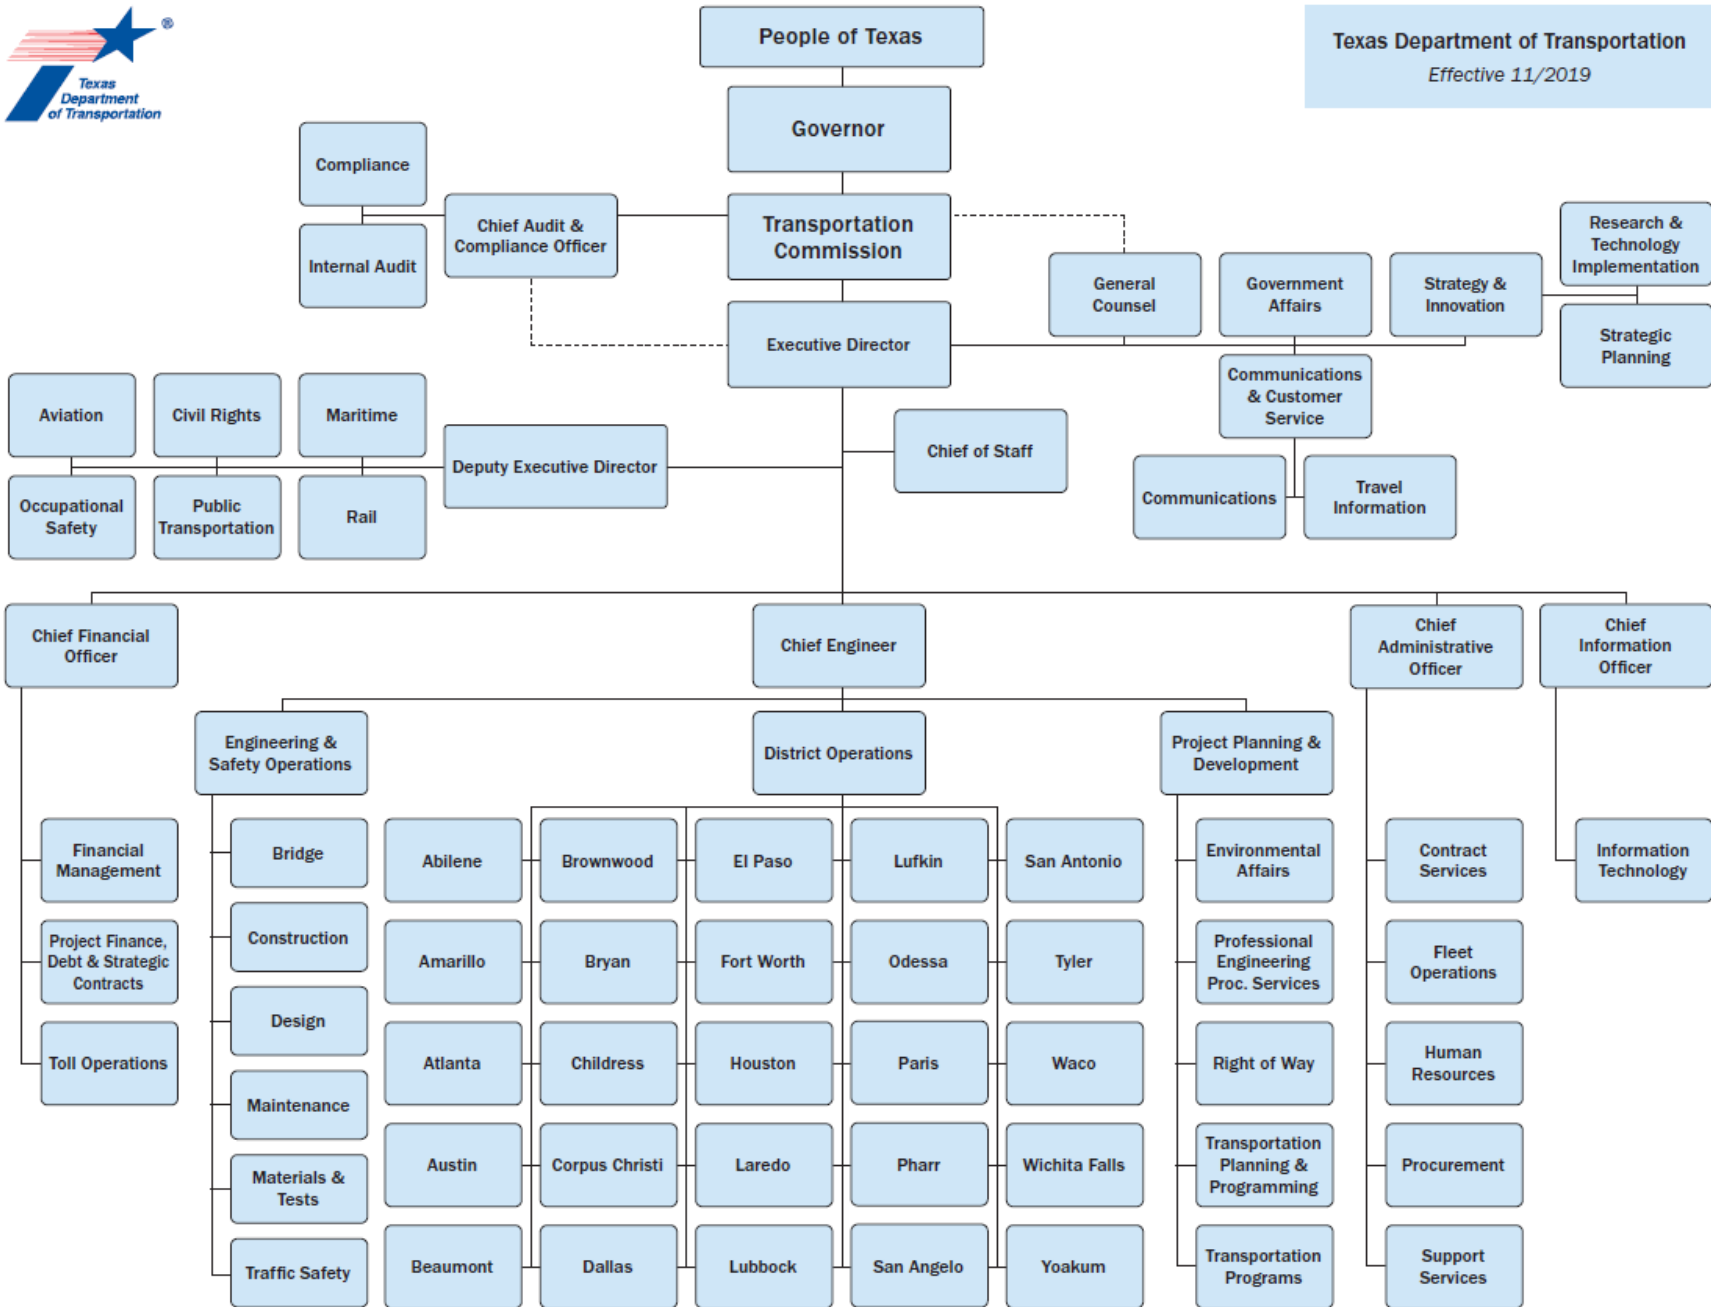 ®
Texas
Department
of Transportation
People of Texas
Texas Department of Transportation
Effective 11/2019
Governor
Compliance
Internal Audit
Chief Audit &
Compliance Officer
Transportation
Commission
Executive Director
General
Counsel
Government
Affairs
Strategy &
Innovation
Research &
Technology
Implementation
Strategic
Planning
Communications
& Customer
Service
Communications
Travel
Information
Aviation
Civil Rights
Maritime
Occupational
Safety
Public
Transportation
Rail
Deputy Executive Director
Chief of Staff
Chief Financial
Officer
Chief Engineer
Chief
Administrative
Officer
Chief
Information
Officer
Engineering &
Safety Operations
District Operations
Project Planning &
Development
Financial
Management
Project Finance,
Debt & Strategic
Contracts
Toll Operations
Bridge
Construction
Design
Maintenance
Materials &
Tests
Traffic Safety
Abilene
Amarillo
Atlanta
Austin
Beaumont
Brownwood
Bryan
Childress
Corpus Christi
Dallas
El Paso
Fort Worth
Houston
Laredo
Lubbock
Lufkin
Odessa
Paris
Pharr
San Angelo
San Antonio
Tyler
Waco
Wichita Falls
Yoakum
Environmental
Affairs
Professional
Engineering
Proc. Services
Right of Way
Transportation
Planning &
Programming
Transportation
Programs
Contract
Services
Fleet
Operations
Human
Resources
Procurement
Support
Services
Information
Technology